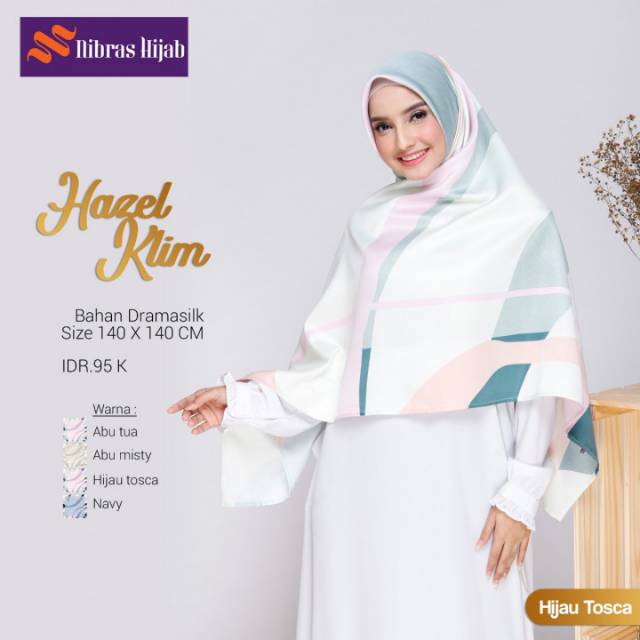 Nibras Hijab
Hazel
Klim
Bahan Dramasilk
Size 140 X 140 CM
IDR.95 K
Warna :
Abu tua
Abu misty
Hijau tosca
Navy
Hijau Tosca